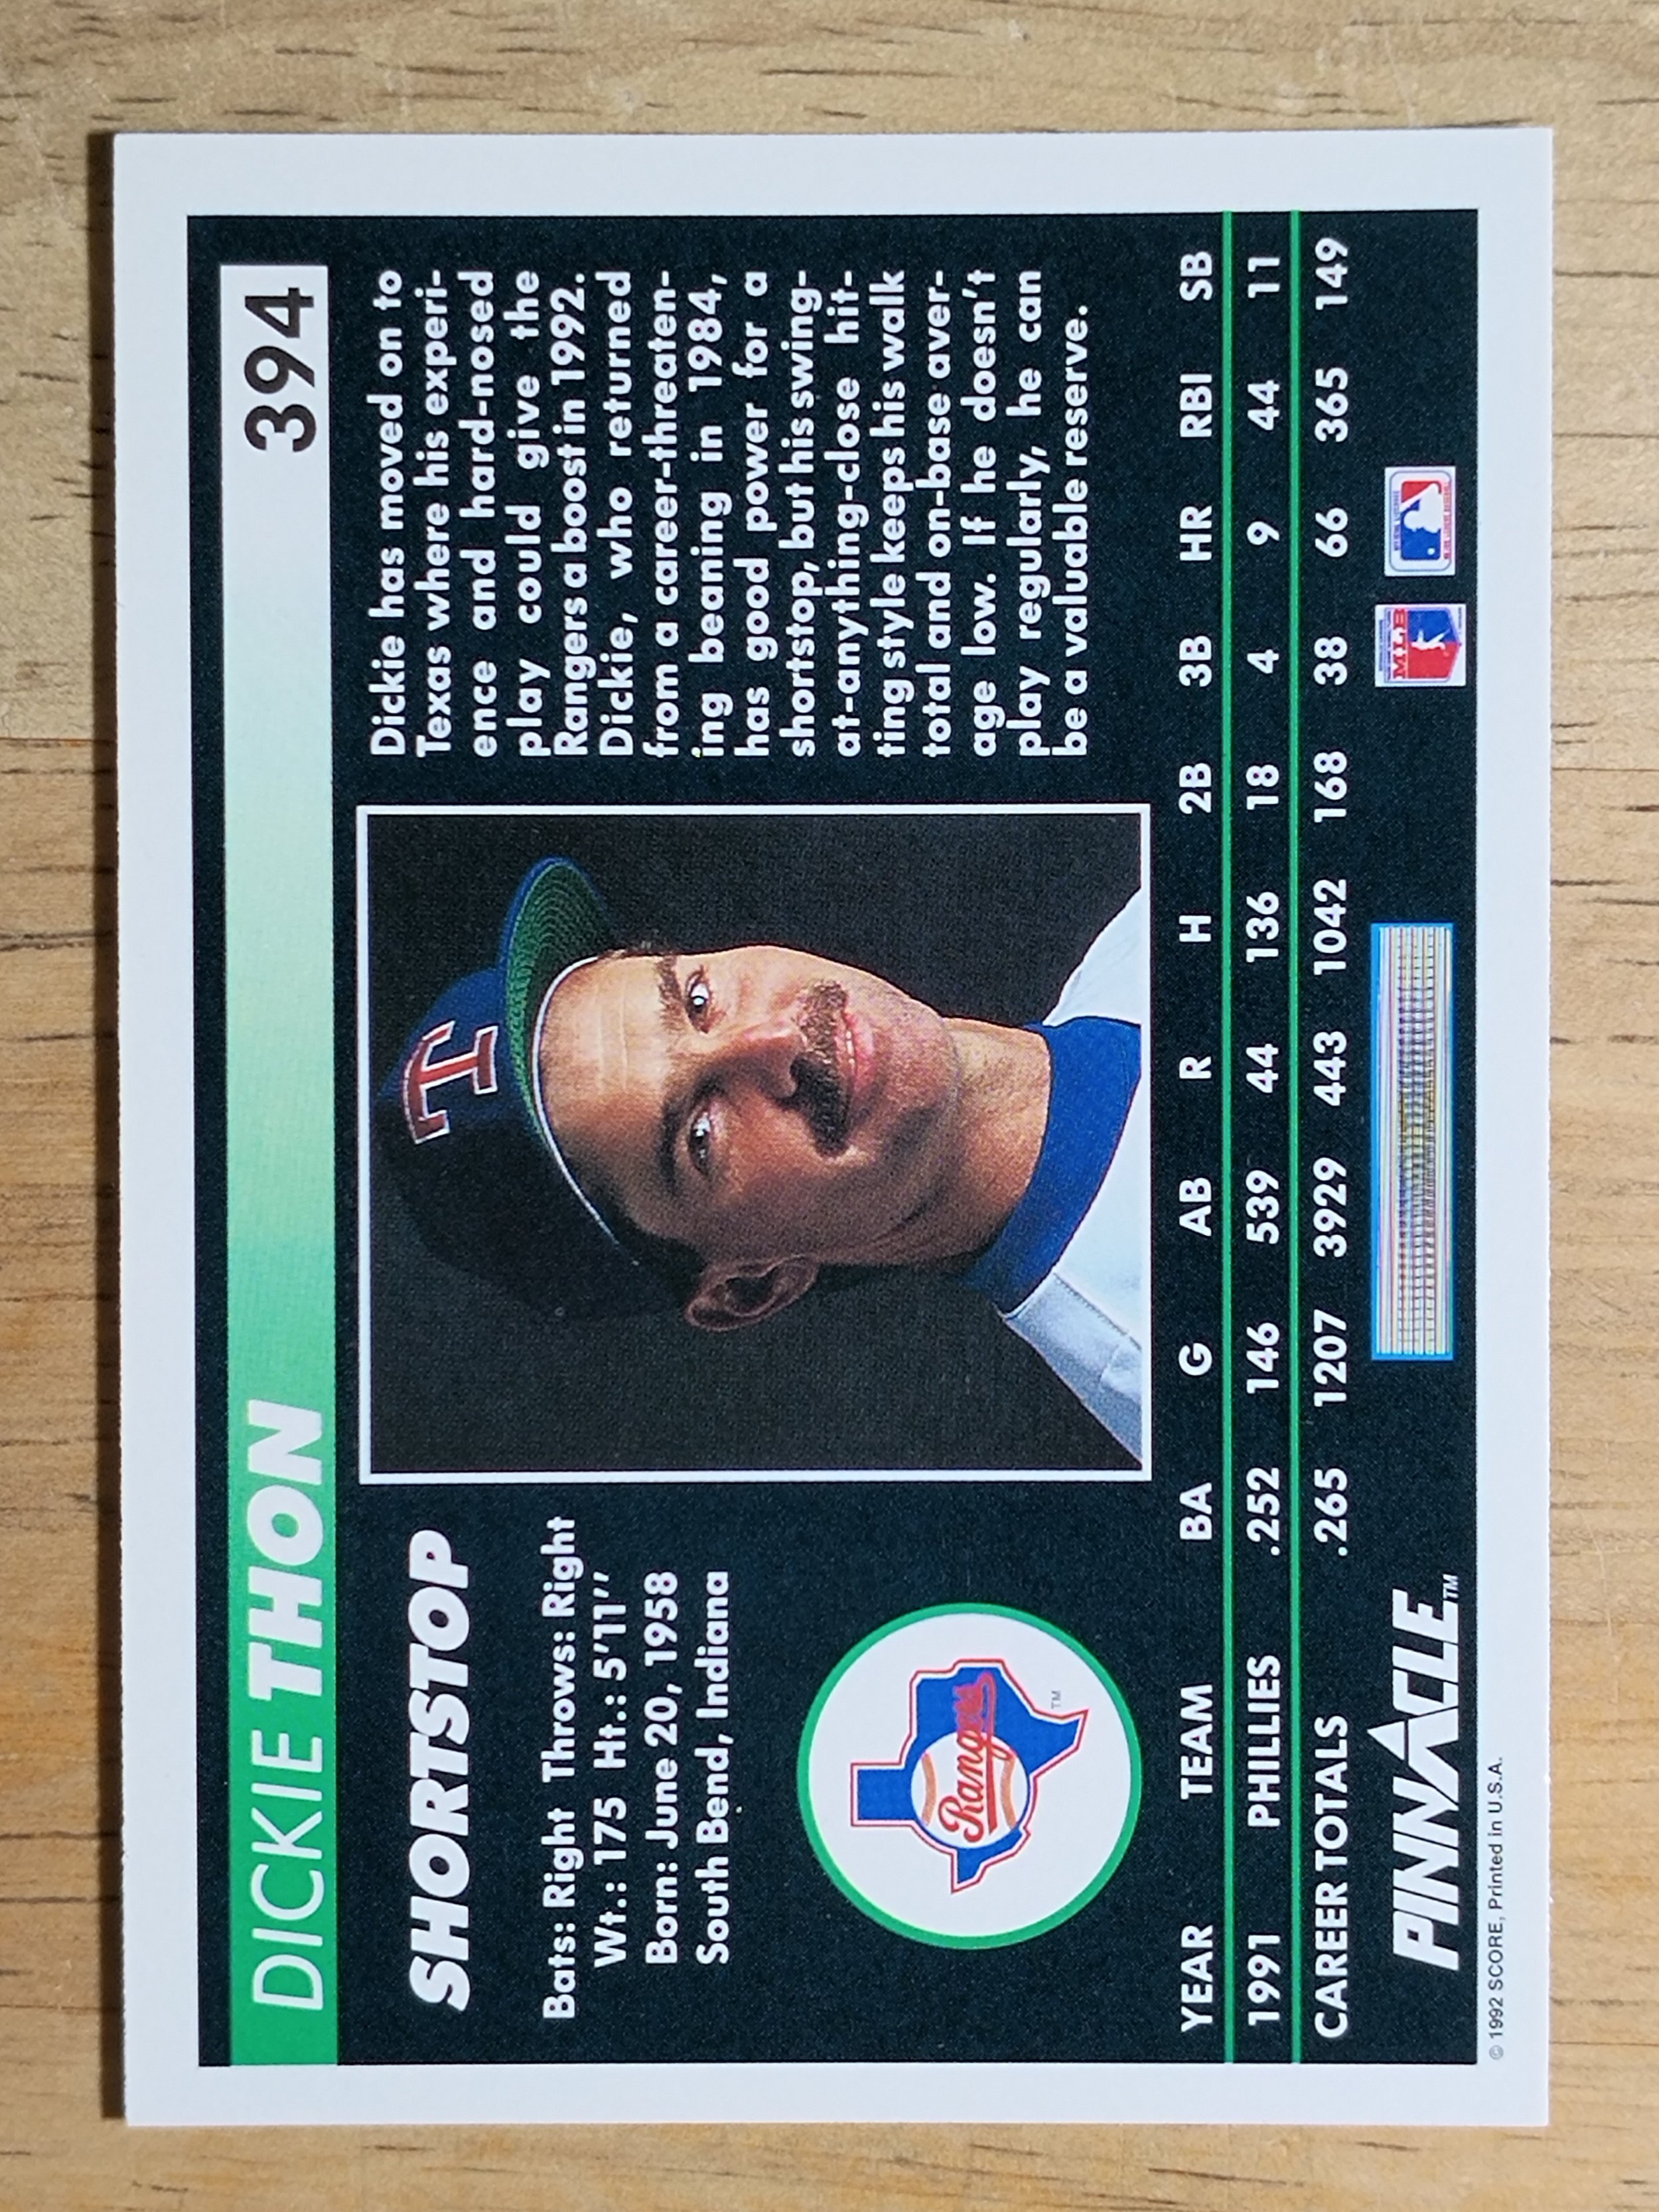 DICKIE THON 394
SHORTSTOP
Bats: Right Throws: Right
Wt.: 175 Ht.: 5'11''
Born: June 20, 1958
South Bend, Indiana
Rangers
TM
T
Dickie has moved on to
Texas where his experi-
ence and hard-nosed
play could give the
Rangers a boost in 1992.
Dickie, who returned
from a career-threaten-
ing beaning in 1984,
has good power for a
shortstop, but his swing-
at-anything-close hit-
ting style keeps his walk
total and on-base aver-
age low. If he doesn't
play regularly, he can
be a valuable reserve.
YEAR TEAM BA G AB R H 2B 3B HR RBI SB
1991 PHILLIES .252 146 539 44 136 18 4 9 44 11
CAREER TOTALS .265 1207 3929 443 1042 168 38 66 365 149
PINNACLE TM
MLB
© 1992 SCORE, Printed in U.S.A.